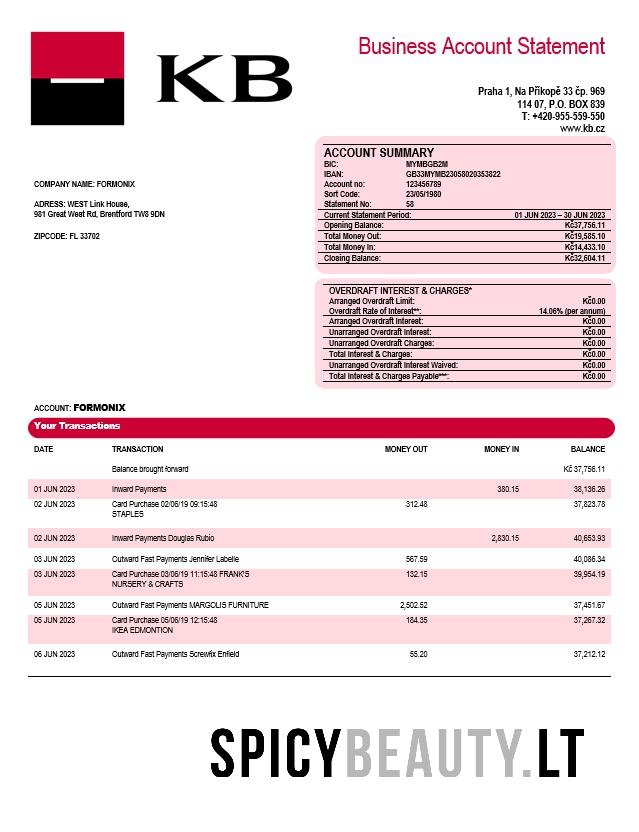 KB
Business Account Statement
Praha 1, Na Příkopě 33 čp. 969
114 07, P.O. BOX 839
T: +420-955-559-550
www.kb.cz
COMPANY NAME: FORMONIX
ADRESS: WEST Link House,
981 Great West Rd, Brentford TW8 9DN
ZIPCODE: FL 33702
ACCOUNT SUMMARY
BIC: MYMBGB2M
IBAN: GB33MYMB23058020353822
Account no: 123456789
Sort Code: 23/05/1980
Statement No: 58
Current Statement Period: 01 JUN 2023 – 30 JUN 2023
Opening Balance: Kč37,756.11
Total Money Out: Kč19,585.10
Total Money In: Kč14,433.10
Closing Balance: Kč32,604.11
OVERDRAFT INTEREST & CHARGES*
Arranged Overdraft Limit: Kč0.00
Overdraft Rate of Interest**: 14.06% (per annum)
Arranged Overdraft Interest: Kč0.00
Unarranged Overdraft Interest: Kč0.00
Unarranged Overdraft Charges: Kč0.00
Total Interest & Charges: Kč0.00
Unarranged Overdraft Interest Waived: Kč0.00
Total Interest & Charges Payable***: Kč0.00
ACCOUNT: FORMONIX
Your Transactions
DATE TRANSACTION MONEY OUT MONEY IN BALANCE
Balance brought forward Kč 37,756.11
01 JUN 2023 Inward Payments 380.15 38,136.26
02 JUN 2023 Card Purchase 02/06/19 09:15:48 312.48 37,823.78
STAPLES
02 JUN 2023 Inward Payments Douglas Rubio 2,830.15 40,653.93
03 JUN 2023 Outward Fast Payments Jennifer Labelle 567.59 40,086.34
03 JUN 2023 Card Purchase 03/06/19 11:15:48 FRANK'S 132.15 39,954.19
NURSERY & CRAFTS
05 JUN 2023 Outward Fast Payments MARGOLIS FURNITURE 2,502.52 37,451.67
05 JUN 2023 Card Purchase 05/06/19 12:15:48 184.35 37,267.32
IKEA EDMONTION
06 JUN 2023 Outward Fast Payments Screwfix Enfield 55.20 37,212.12
SPICYBEAUTY.LT